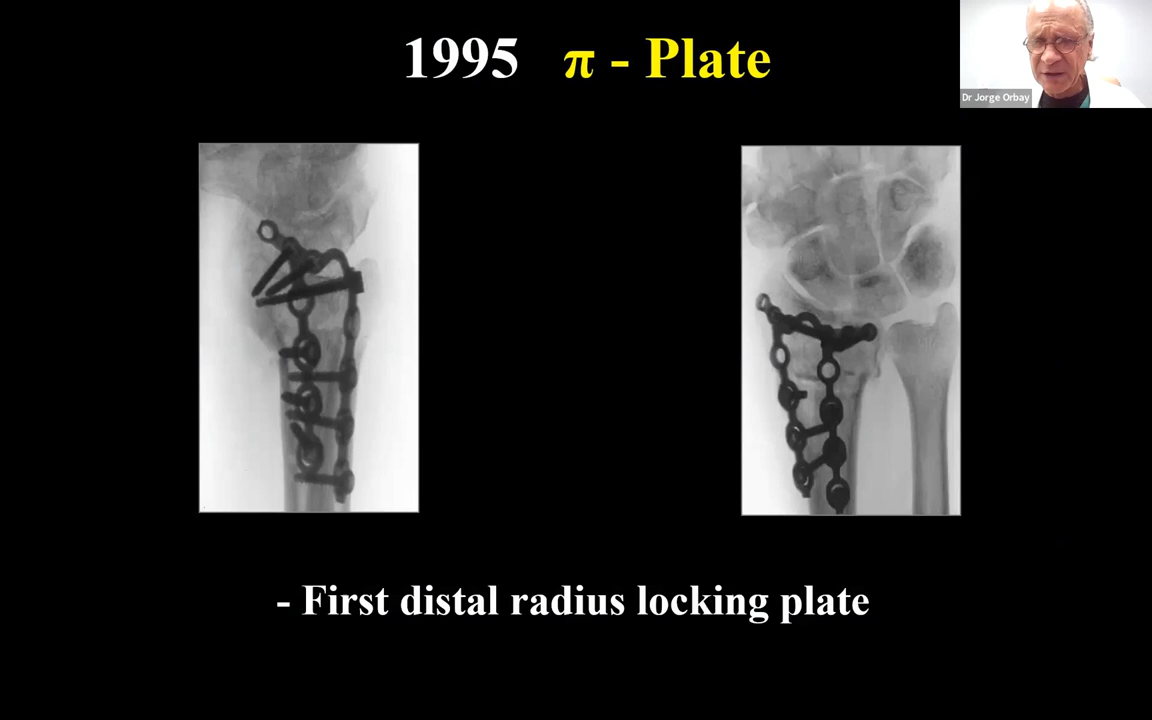 1995 π - Plate
Dr Jorge Orbay
- First distal radius locking plate